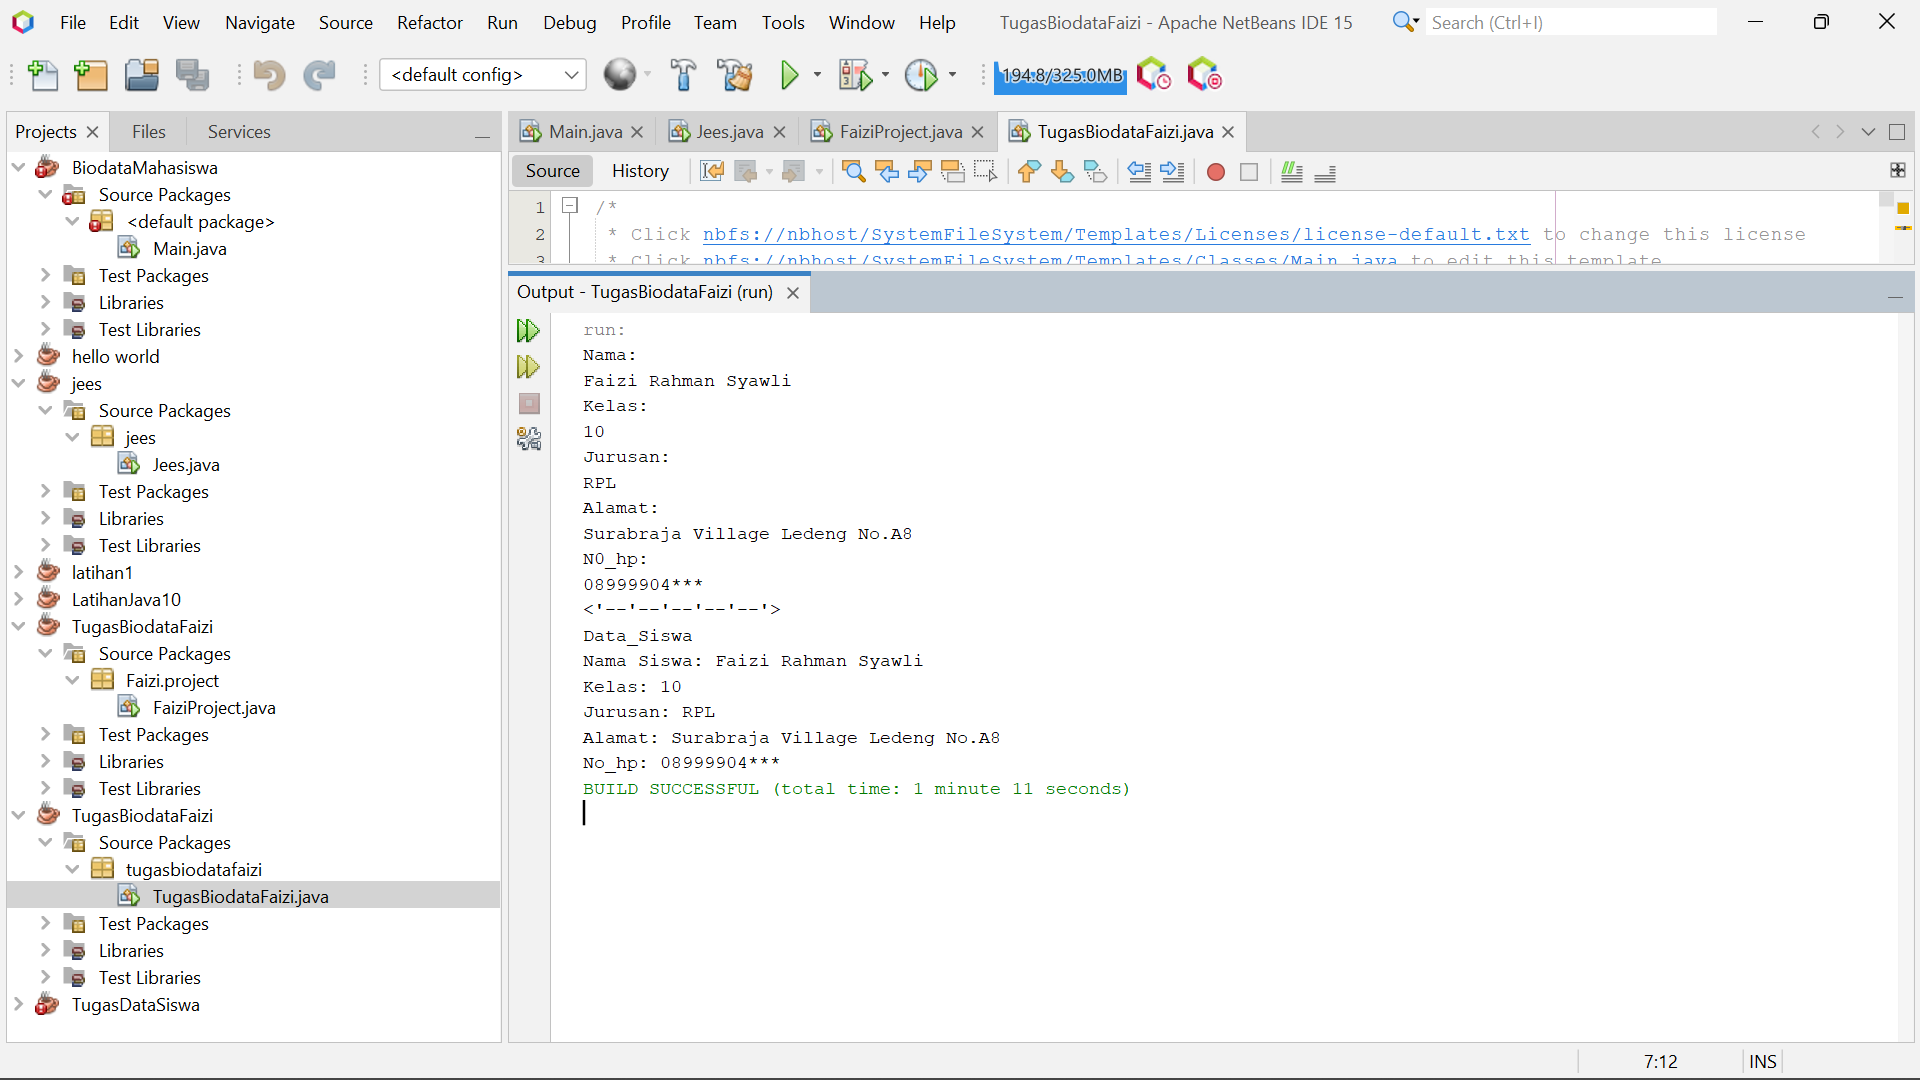 File Edit View Navigate Source Refactor Run Debug Profile Team Tools Window Help TugasBiodataFaizi - Apache NetBeans IDE 15 Search (Ctrl+I)
<default config> 194.8/325.0MB
Projects Files Services
BiodataMahasiswa
Source Packages
<default package>
Main.java
Test Packages
Libraries
Test Libraries
hello world
jees
Source Packages
jees
Jees.java
Test Packages
Libraries
Test Libraries
latihan1
LatihanJava10
TugasBiodataFaizi
Source Packages
Faizi.project
FaiziProject.java
Test Packages
Libraries
Test Libraries
TugasBiodataFaizi
Source Packages
tugasbiodatafaizi
TugasBiodataFaizi.java
Test Packages
Libraries
Test Libraries
TugasDataSiswa
Main.java Jees.java FaiziProject.java TugasBiodataFaizi.java
Source History
1 /*
2 * Click nbfs://nbhost/SystemFileSystem/Templates/Licenses/license-default.txt to change this license
3 * Click nbfs://nbhost/SystemFileSystem/Templates/Classes/Main.java to edit this template
Output - TugasBiodataFaizi (run)
run:
Nama:
Faizi Rahman Syawli
Kelas:
10
Jurusan:
RPL
Alamat:
Surabraja Village Ledeng No.A8
N0_hp:
08999904***
<'--'--'--'--'--'>
Data_Siswa
Nama Siswa: Faizi Rahman Syawli
Kelas: 10
Jurusan: RPL
Alamat: Surabraja Village Ledeng No.A8
No_hp: 08999904***
BUILD SUCCESSFUL (total time: 1 minute 11 seconds)
7:12 INS